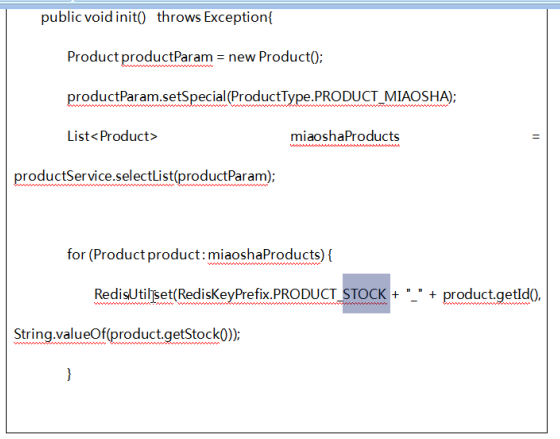 public void init() throws Exception{
Product productParam = new Product();
productParam.setSpecial(ProductType.PRODUCT_MIAOSHA);
List<Product> miaoshaProducts =
productService.selectList(productParam);
for (Product product : miaoshaProducts) {
RedisUtil.set(RedisKeyPrefix.PRODUCT_STOCK + "_" + product.getId(),
String.valueOf(product.getStock()));
}